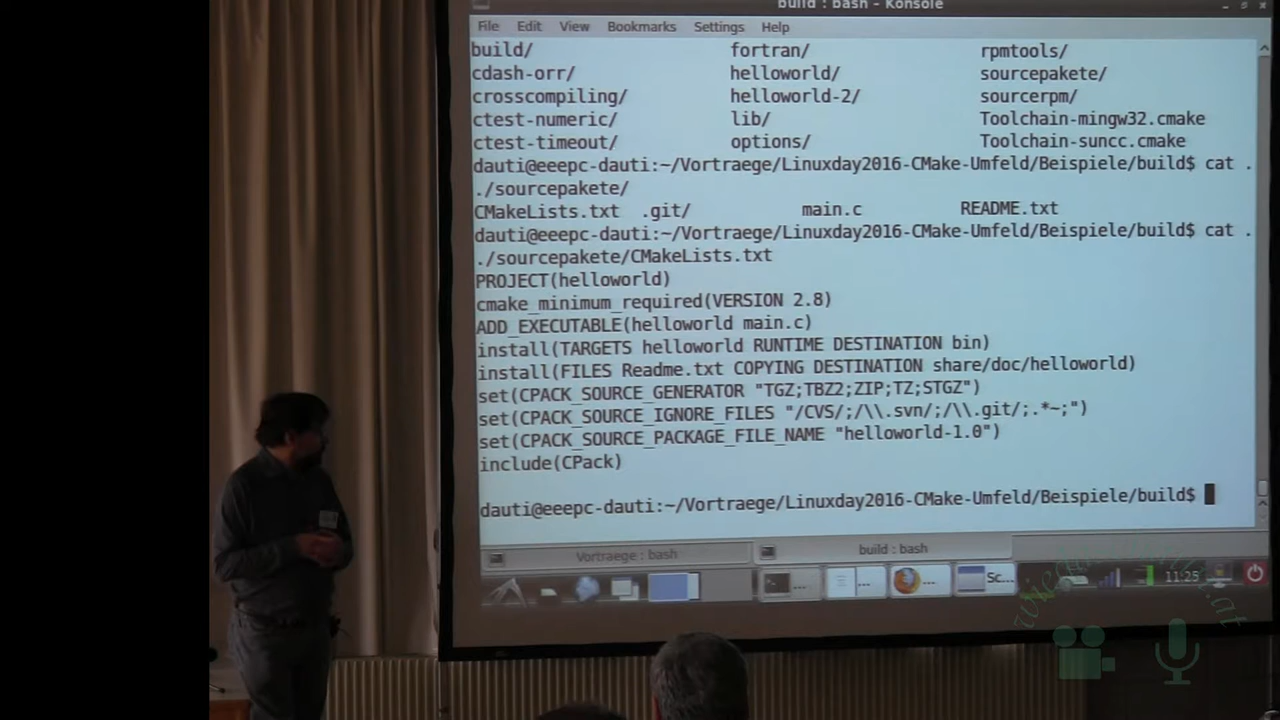 build : bash – Konsole
File Edit View Bookmarks Settings Help
build/ fortran/ rpmtools/
cdash-orr/ helloworld/ sourcepakete/
crosscompiling/ helloworld-2/ sourcerpm/
ctest-numeric/ lib/ Toolchain-mingw32.cmake
ctest-timeout/ options/ Toolchain-suncc.cmake
dauti@eeepc-dauti:~/Vortraege/Linuxday2016-CMake-Umfeld/Beispiele/build$ cat .
./sourcepakete/
CMakeLists.txt .git/ main.c README.txt
dauti@eeepc-dauti:~/Vortraege/Linuxday2016-CMake-Umfeld/Beispiele/build$ cat .
./sourcepakete/CMakeLists.txt
PROJECT(helloworld)
cmake_minimum_required(VERSION 2.8)
ADD_EXECUTABLE(helloworld main.c)
install(TARGETS helloworld RUNTIME DESTINATION bin)
install(FILES Readme.txt COPYING DESTINATION share/doc/helloworld)
set(CPACK_SOURCE_GENERATOR "TGZ;TBZ2;ZIP;TZ;STGZ")
set(CPACK_SOURCE_IGNORE_FILES "/CVS/;/\\.svn/;/\\.git/;.*~;")
set(CPACK_SOURCE_PACKAGE_FILE_NAME "helloworld-1.0")
include(CPack)
dauti@eeepc-dauti:~/Vortraege/Linuxday2016-CMake-Umfeld/Beispiele/build$
Vortraege : bash build : bash
... ... ... Sc... 11:25